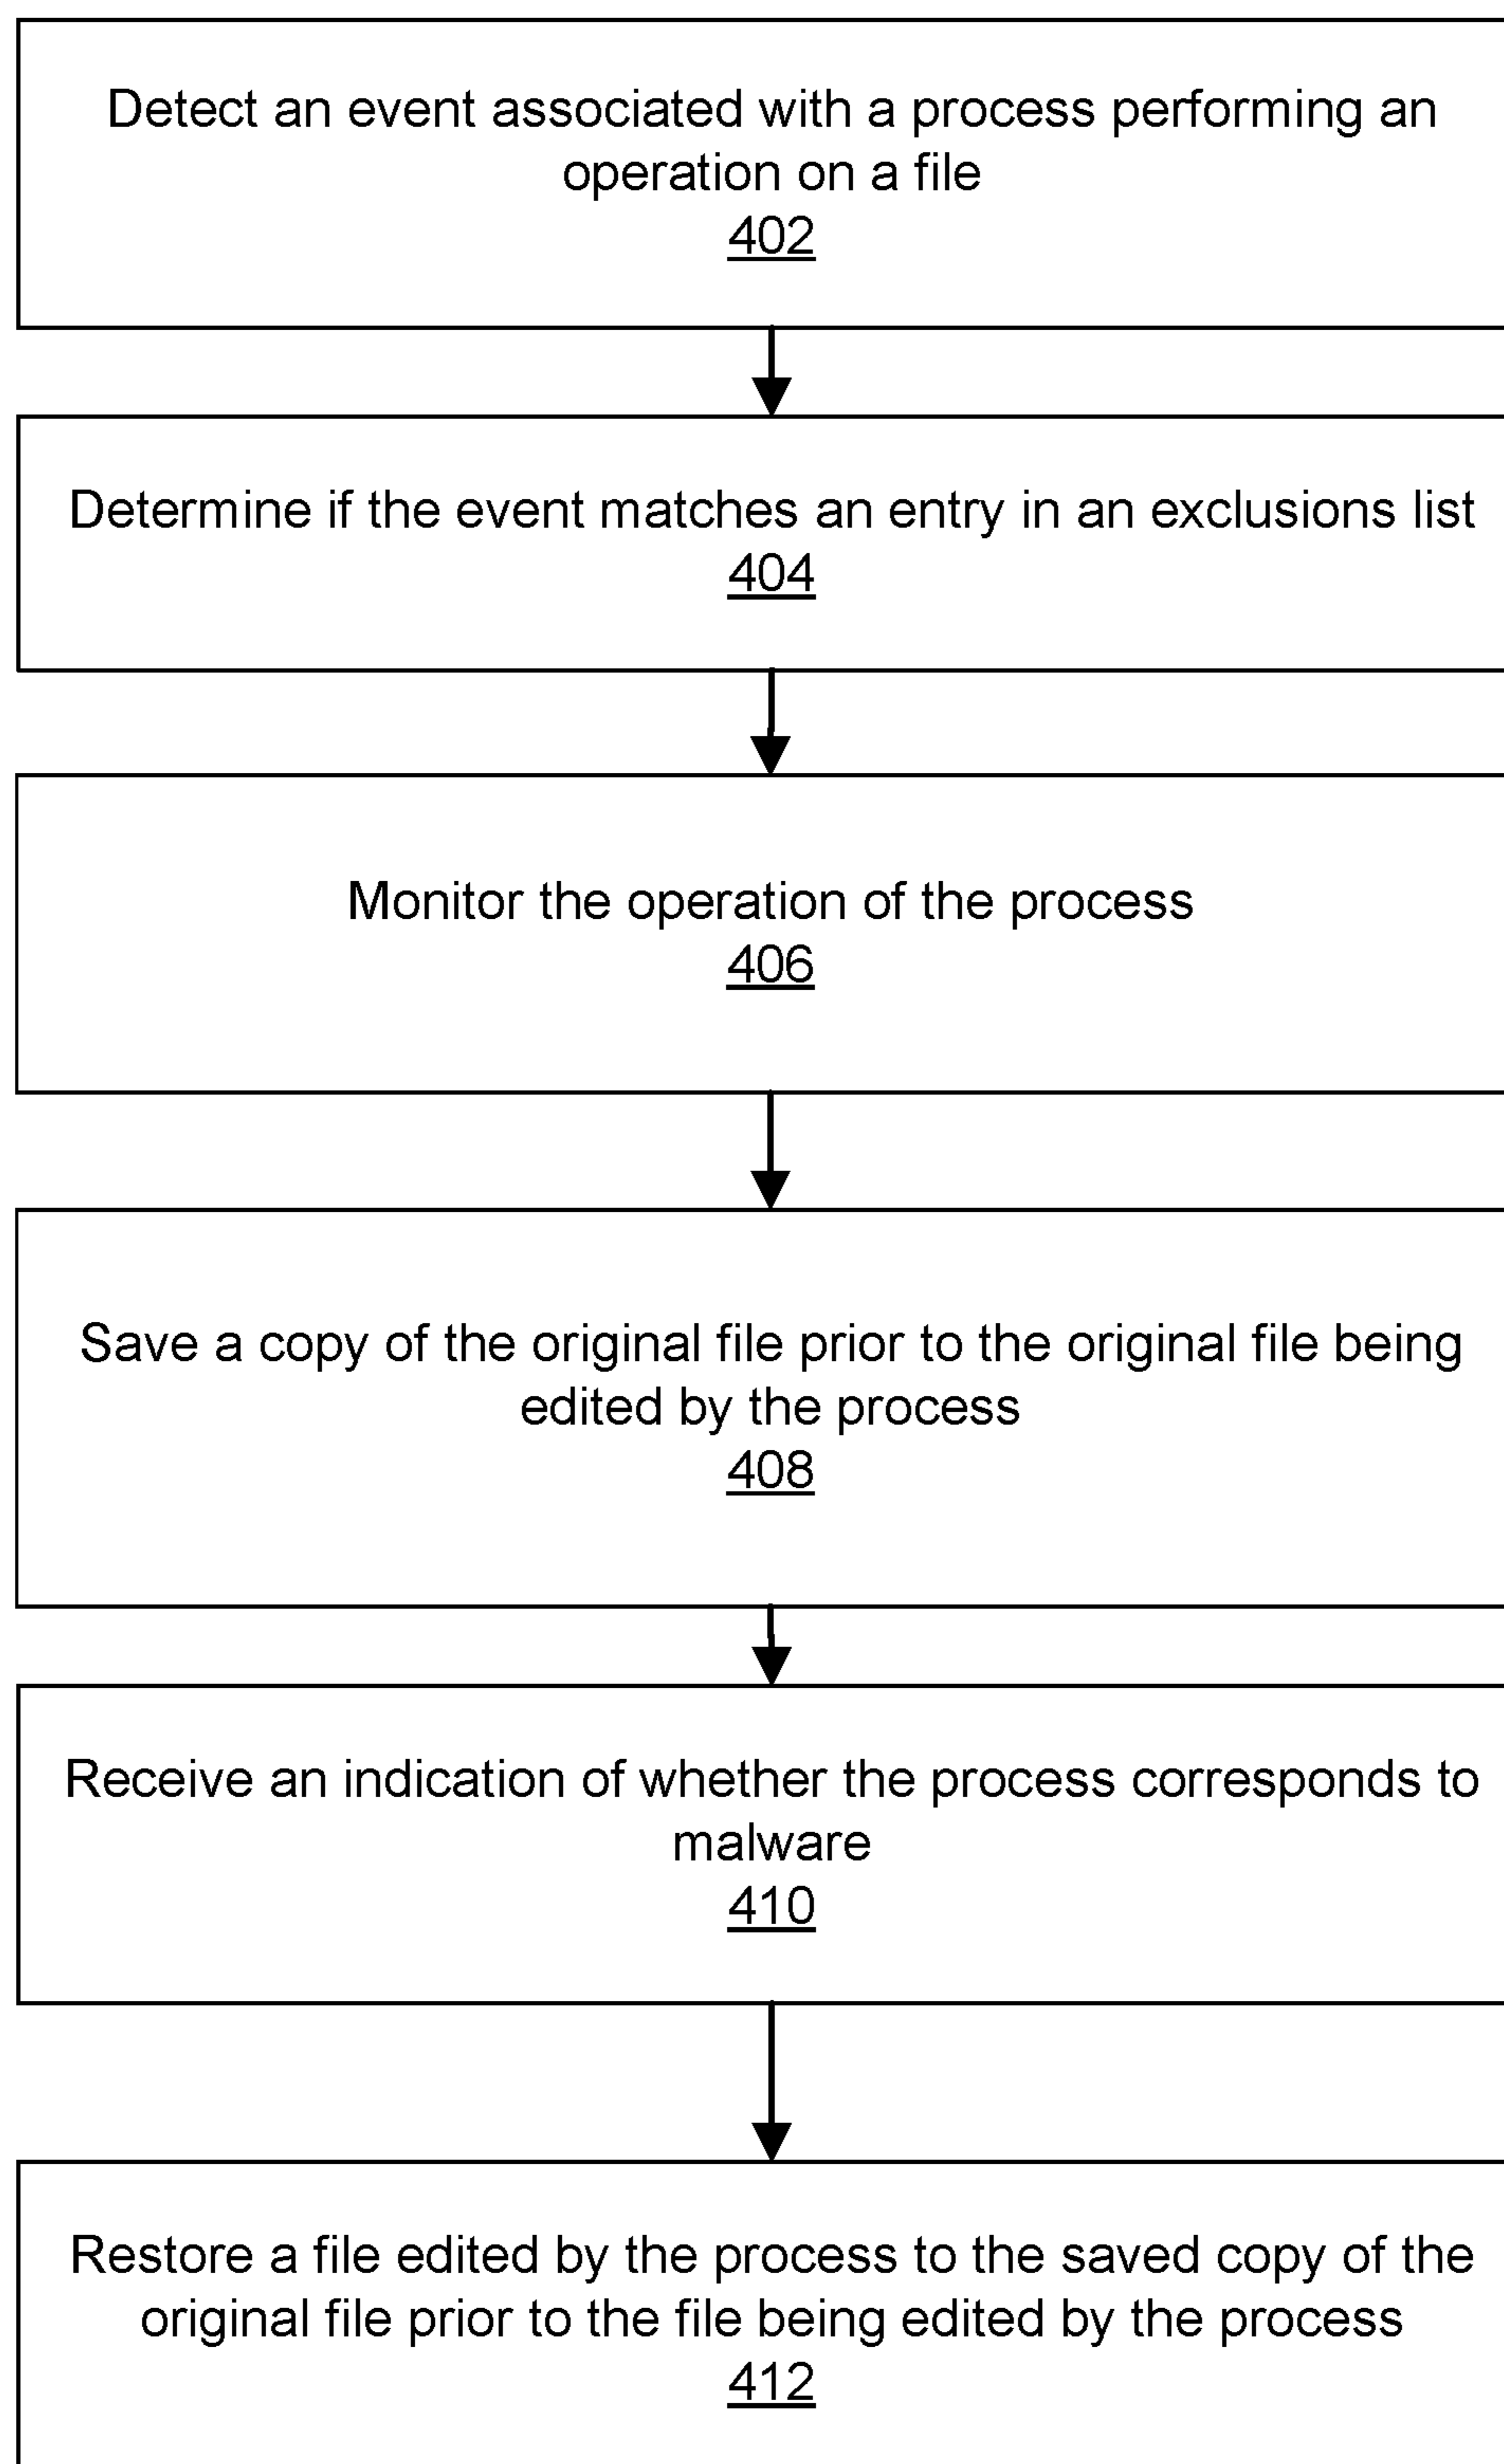 Detect an event associated with a process performing an
operation on a file
402
Determine if the event matches an entry in an exclusions list
404
Monitor the operation of the process
406
Save a copy of the original file prior to the original file being
edited by the process
408
Receive an indication of whether the process corresponds to
malware
410
Restore a file edited by the process to the saved copy of the
original file prior to the file being edited by the process
412